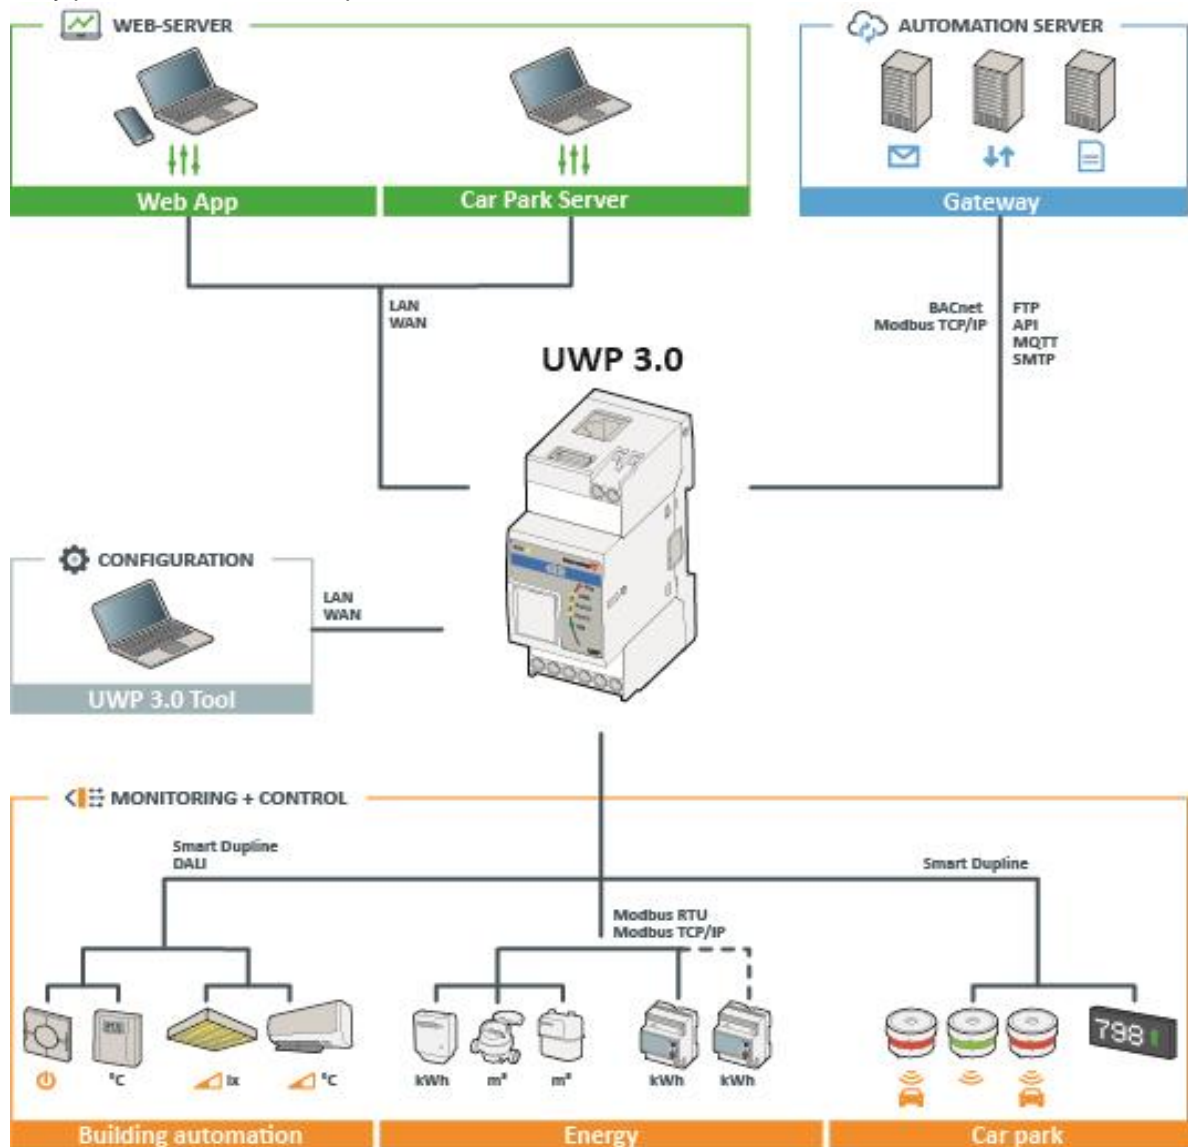 WEB-SERVER
AUTOMATION SERVER
Web App
Car Park Server
Gateway
LAN
WAN
BACnet
Modbus TCP/IP
FTP
API
MQTT
SMTP
UWP 3.0
CONFIGURATION
LAN
WAN
UWP 3.0 Tool
MONITORING + CONTROL
Smart Dupline
DALI
Smart Dupline
Modbus RTU
Modbus TCP/IP
798
°C
lx
°C
kWh
m³
m³
kWh
kWh
Building automation
Energy
Car park